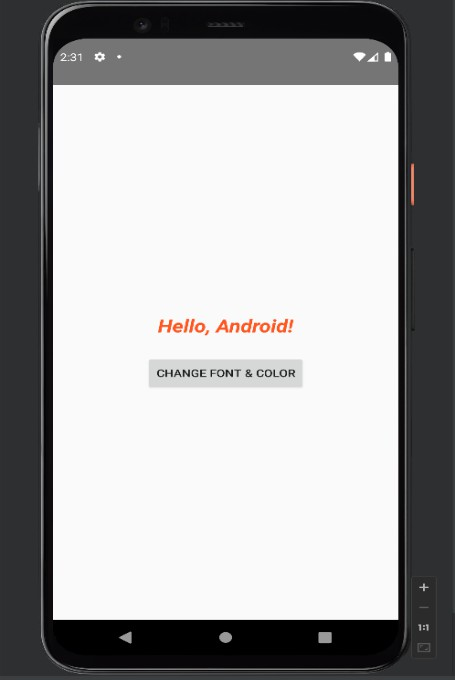 2:31
Hello, Android!
CHANGE FONT & COLOR
1:1